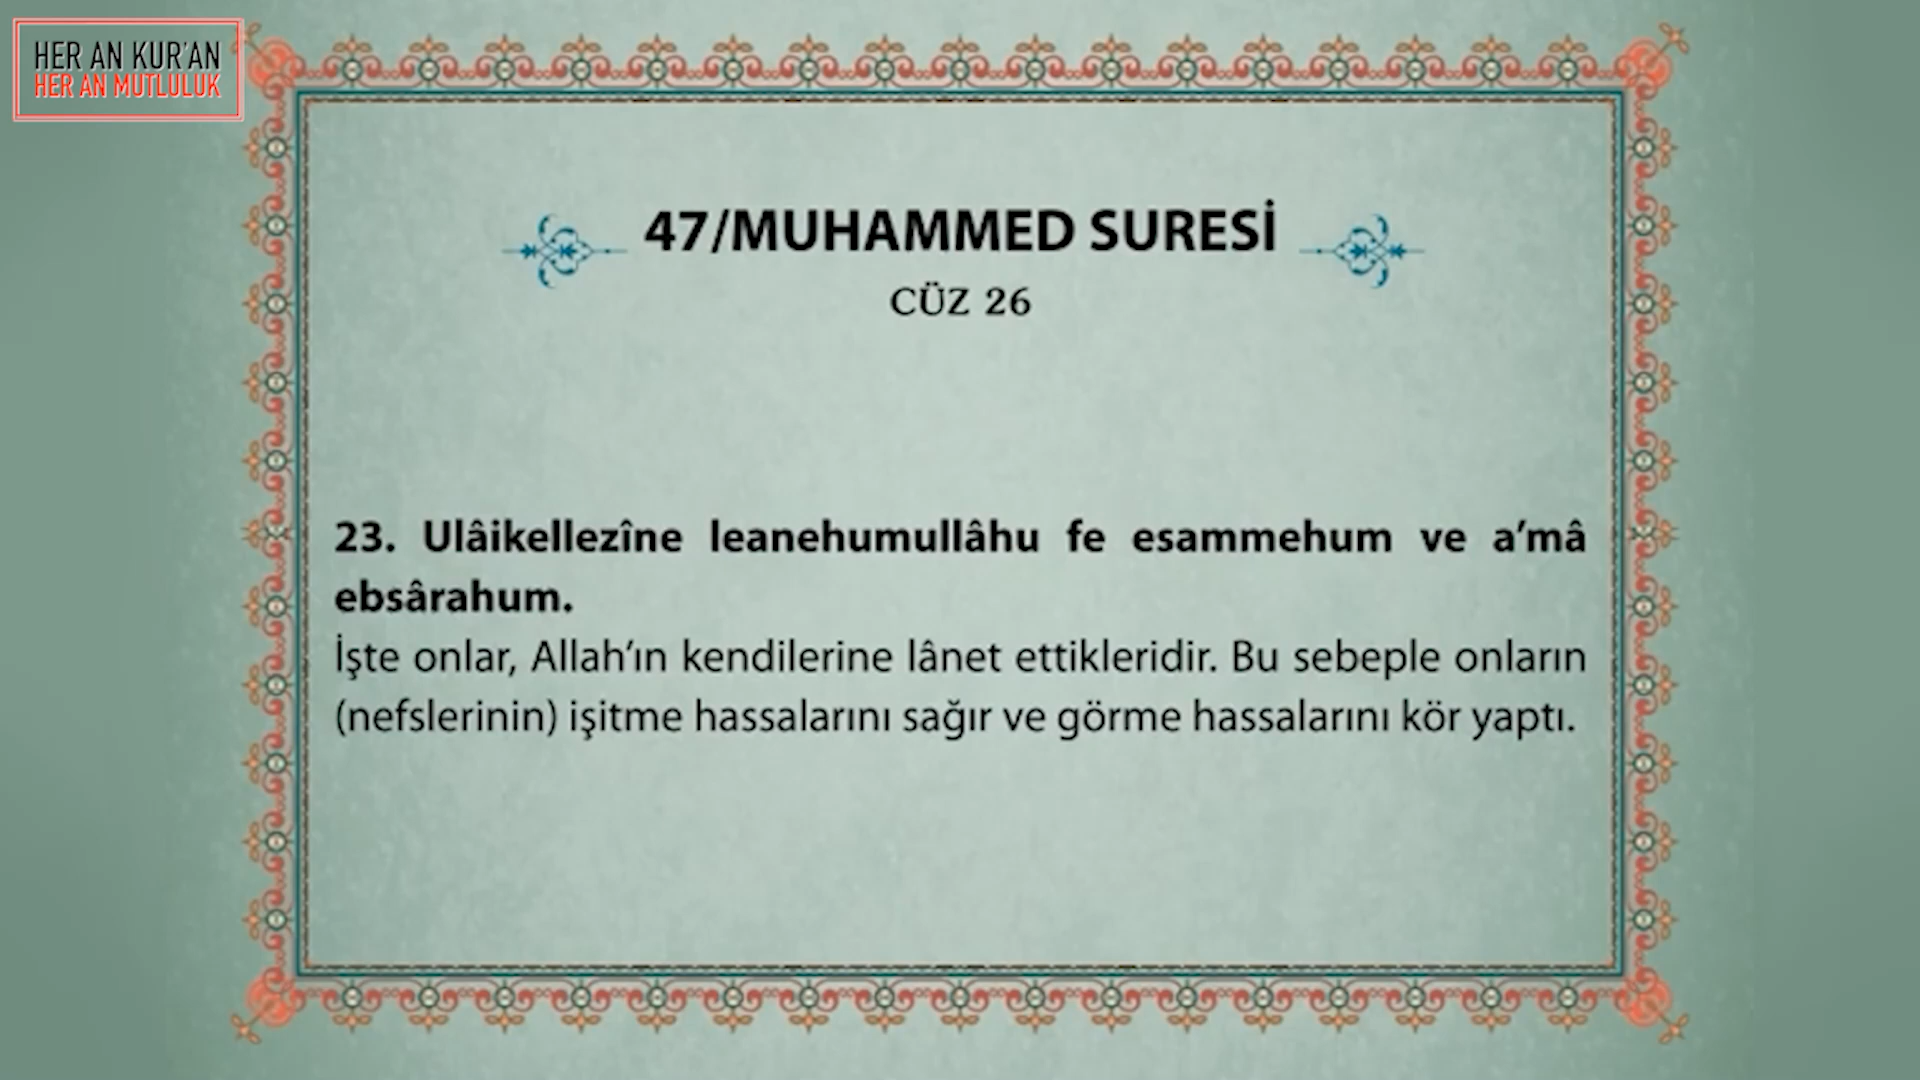 HER AN KUR'AN
HER AN MUTLULUK
47/MUHAMMED SURESİ
CÜZ 26
23. Ulâikellezîne leanehumullâhu fe esammehum ve a’mâ
ebsârahum.
İşte onlar, Allah’ın kendilerine lânet ettikleridir. Bu sebeple onların
(nefslerinin) işitme hassalarını sağır ve görme hassalarını kör yaptı.